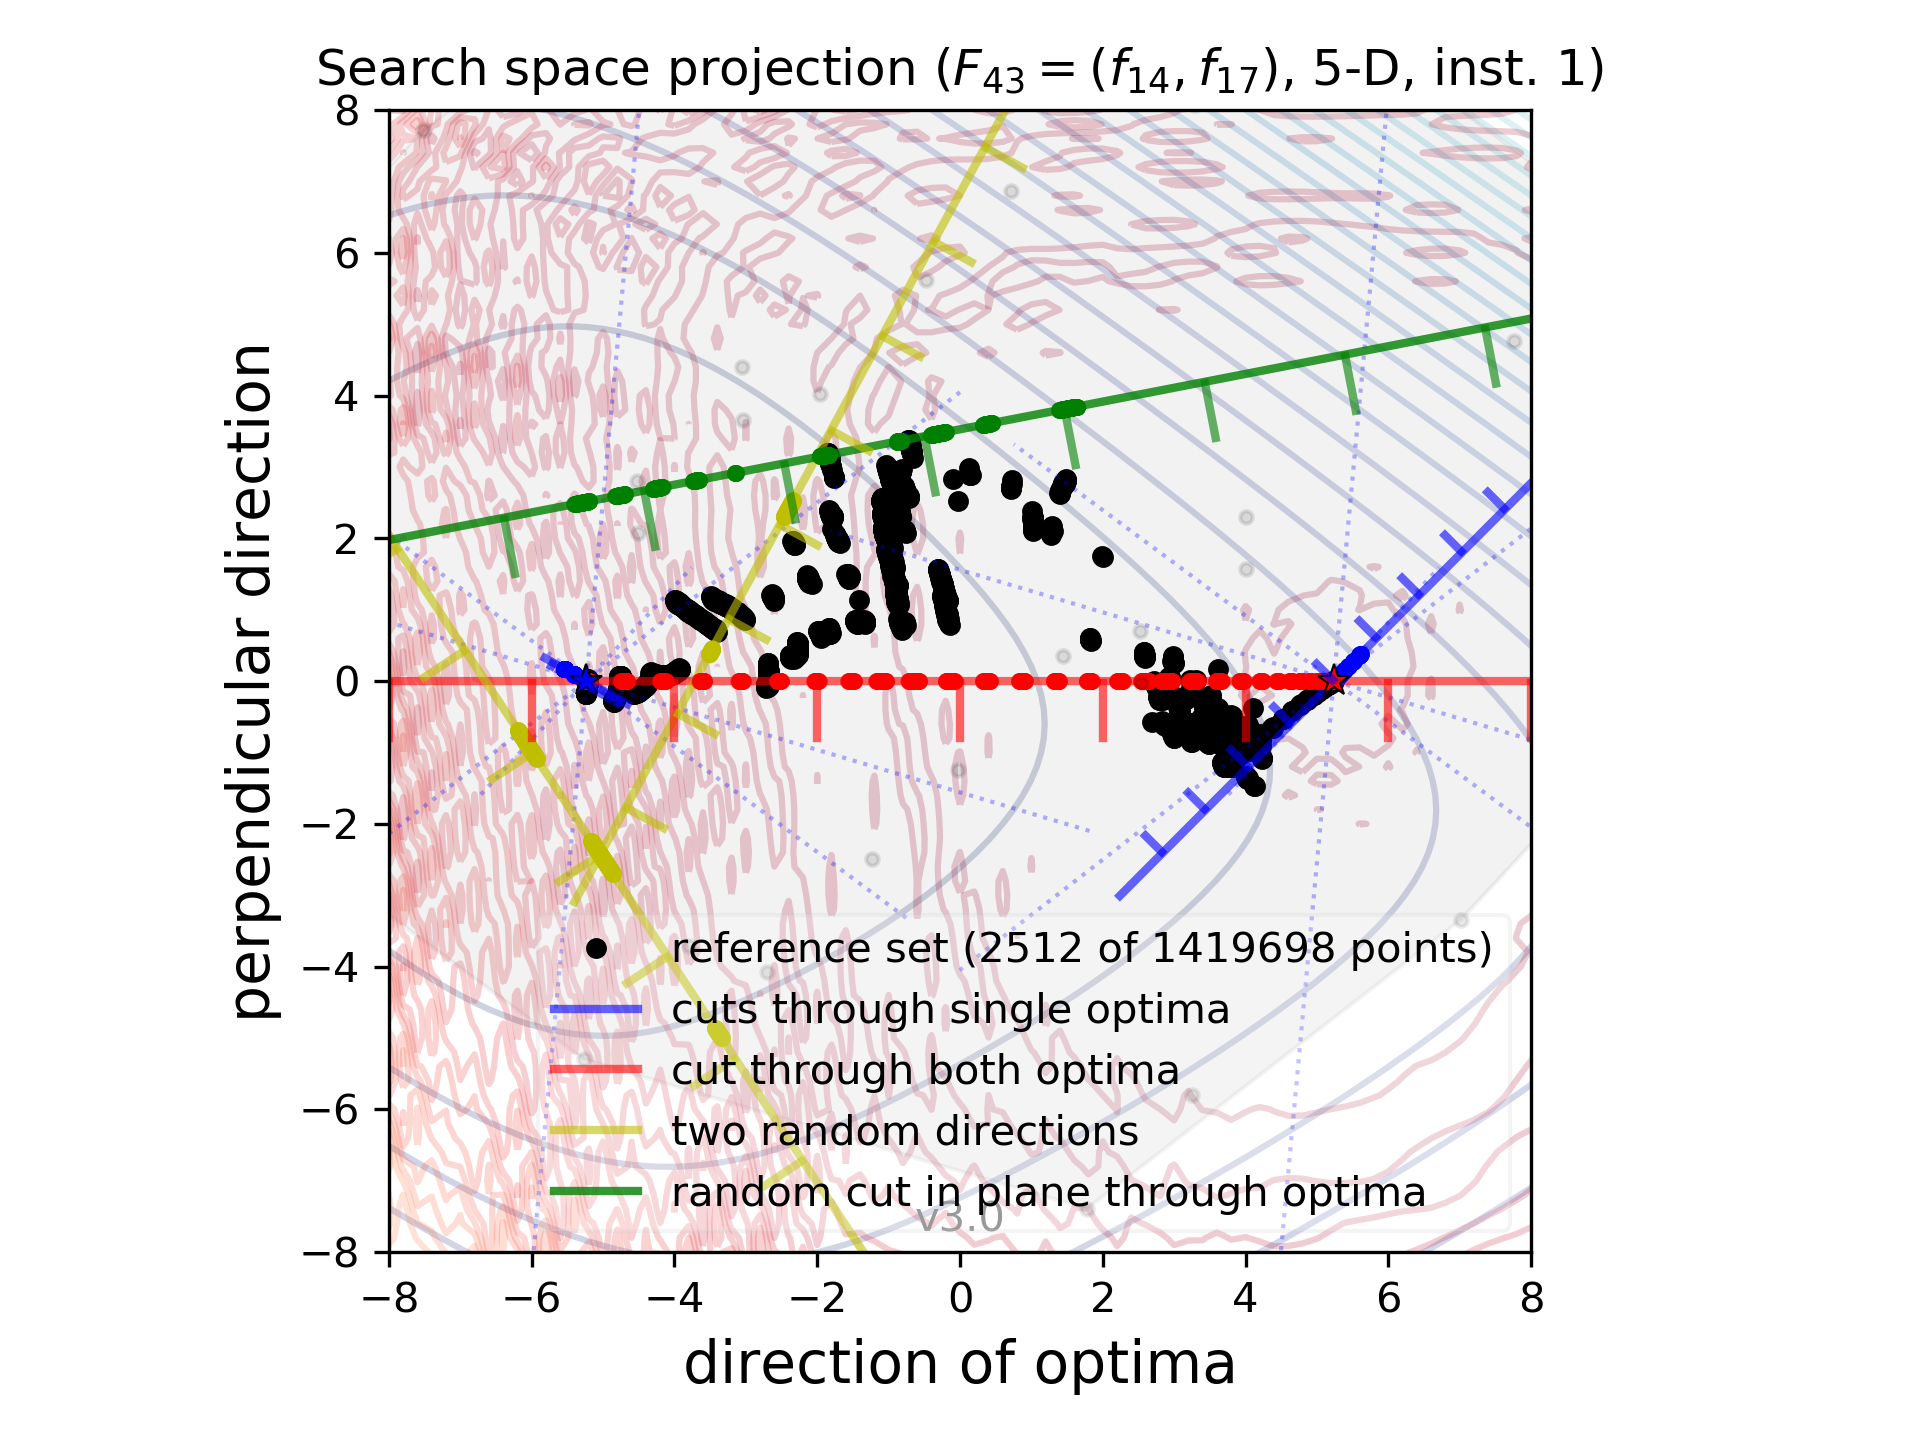 Search space projection (F₄₃ = (f₁₄, f₁₇), 5-D, inst. 1)
8
6
4
2
0
−2
−4
−6
−8
perpendicular direction
reference set (2512 of 1419698 points)
cuts through single optima
cut through both optima
two random directions
random cut in plane through optima
v3.0
−8 −6 −4 −2 0 2 4 6 8
direction of optima